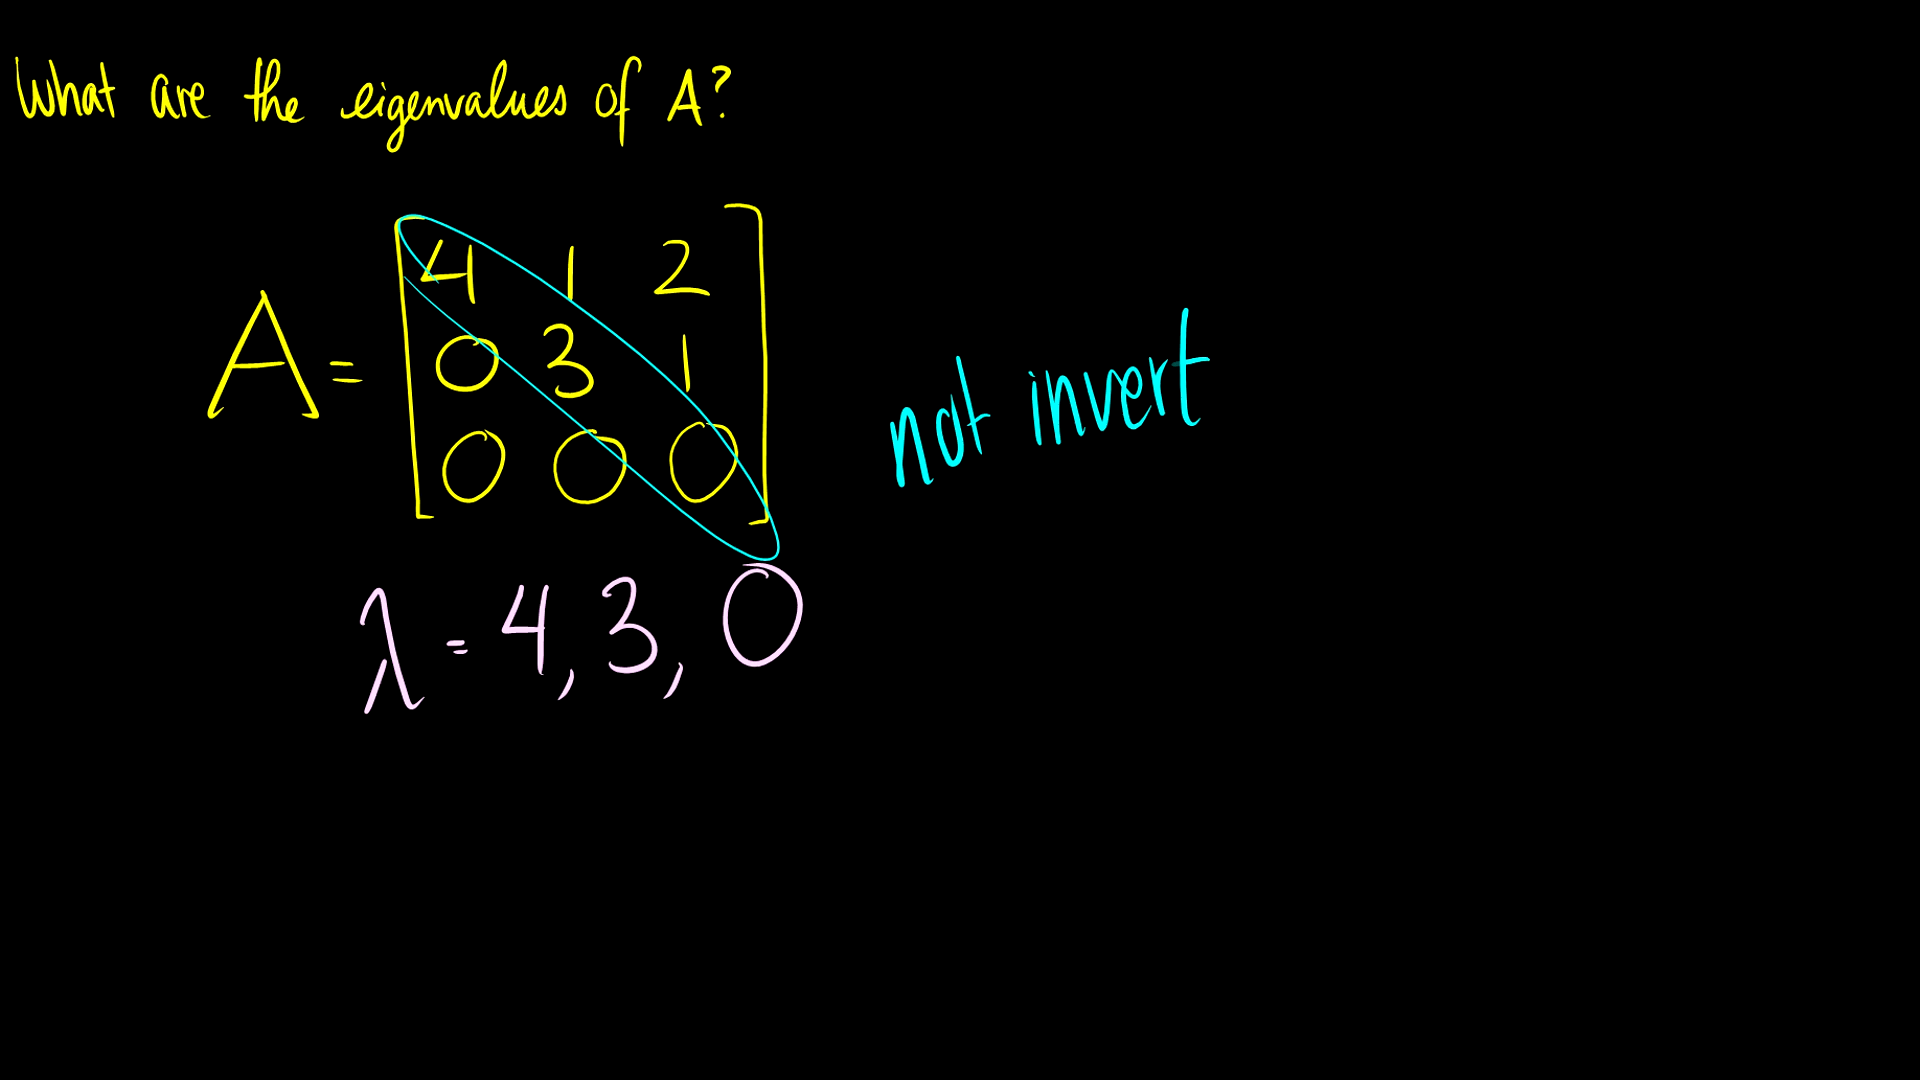 What are the eigenvalues of A?
A = [4 1 2
0 3 1
0 0 0]
not invert
λ = 4, 3, 0